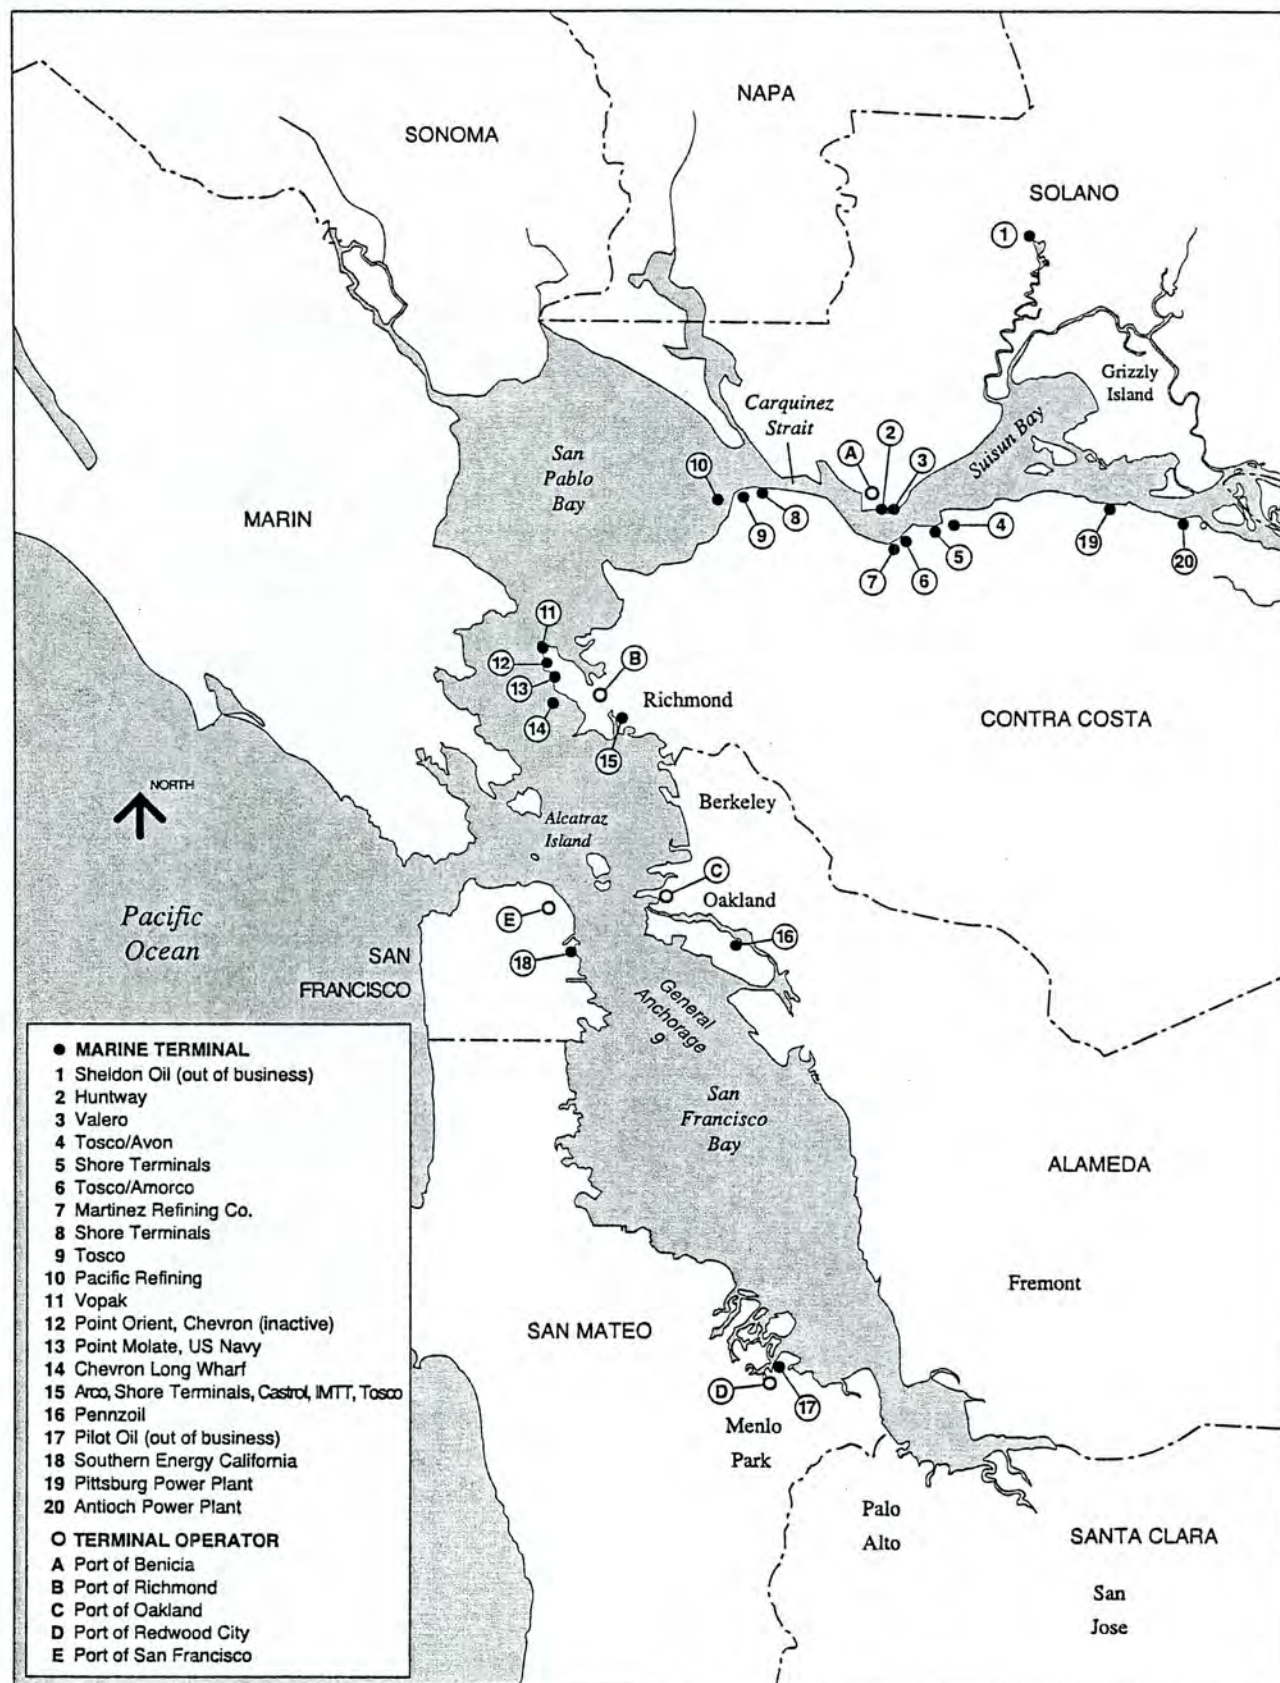 NAPA
SONOMA
SOLANO
1
Grizzly
Island
Carquinez
Strait
Suisun Bay
San
Pablo
Bay
A
2
3
10
9
8
7
6
5
4
19
20
MARIN
11
12
13
14
B
Richmond
15
CONTRA COSTA
NORTH
Berkeley
Alcatraz
Island
C
Oakland
Pacific
Ocean
E
16
SAN
FRANCISCO
18
General
Anchorage
9
San
Francisco
Bay
ALAMEDA
Fremont
SAN MATEO
D
17
Menlo
Park
Palo
Alto
SANTA CLARA
San
Jose
● MARINE TERMINAL
1 Sheldon Oil (out of business)
2 Huntway
3 Valero
4 Tosco/Avon
5 Shore Terminals
6 Tosco/Amorco
7 Martinez Refining Co.
8 Shore Terminals
9 Tosco
10 Pacific Refining
11 Vopak
12 Point Orient, Chevron (inactive)
13 Point Molate, US Navy
14 Chevron Long Wharf
15 Arco, Shore Terminals, Castrol, IMTT, Tosco
16 Pennzoil
17 Pilot Oil (out of business)
18 Southern Energy California
19 Pittsburg Power Plant
20 Antioch Power Plant
O TERMINAL OPERATOR
A Port of Benicia
B Port of Richmond
C Port of Oakland
D Port of Redwood City
E Port of San Francisco